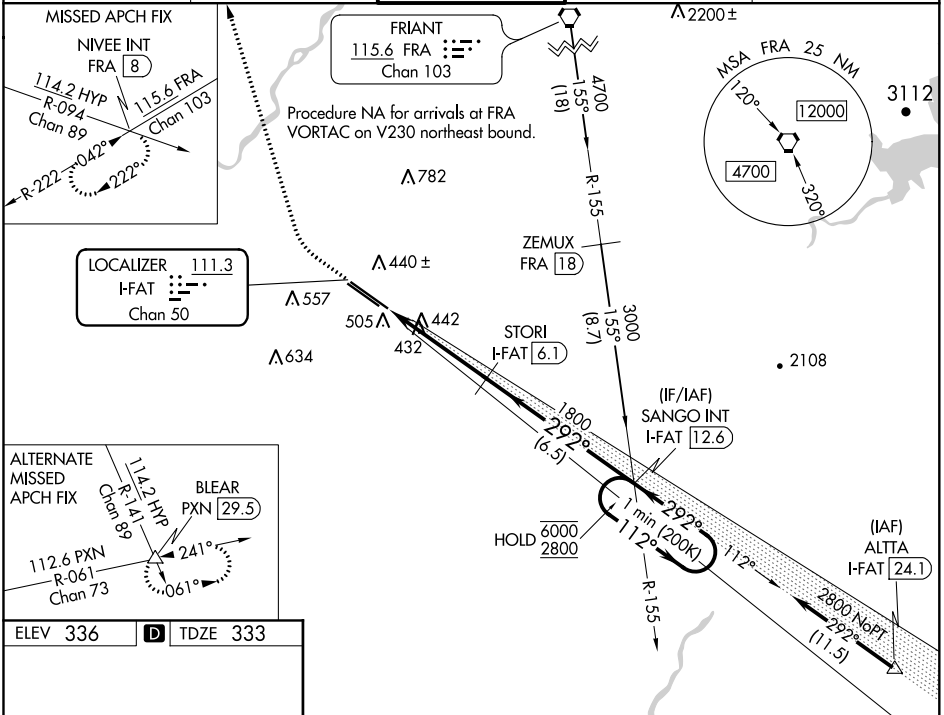 MISSED APCH FIX
NIVEE INT
FRA 8
114.2 HYP
R-094
Chan 89
115.6 FRA
Chan 103
R-222
042°
222°
FRIANT
115.6 FRA
Chan 103
Procedure NA for arrivals at FRA
VORTAC on V230 northeast bound.
4700
155°
(18)
R-155
2200±
MSA FRA 25 NM
120°
12000
4700
320°
3112
782
ZEMUX
FRA 18
3000
155°
(8.7)
LOCALIZER 111.3
I-FAT
Chan 50
440±
557
505
442
432
634
STORI
I-FAT 6.1
2108
(IF/IAF)
SANGO INT
I-FAT 12.6
1800
292°
(6.5)
HOLD 6000
2800
1 min (200K)
292°
112°
112°
R-155
(IAF)
ALTTA
I-FAT 24.1
2800 NoPT
292°
(11.5)
ALTERNATE
MISSED
APCH FIX
114.2 HYP
R-141
Chan 89
BLEAR
PXN 29.5
112.6 PXN
R-061
Chan 73
241°
061°
ELEV 336
D
TDZE 333